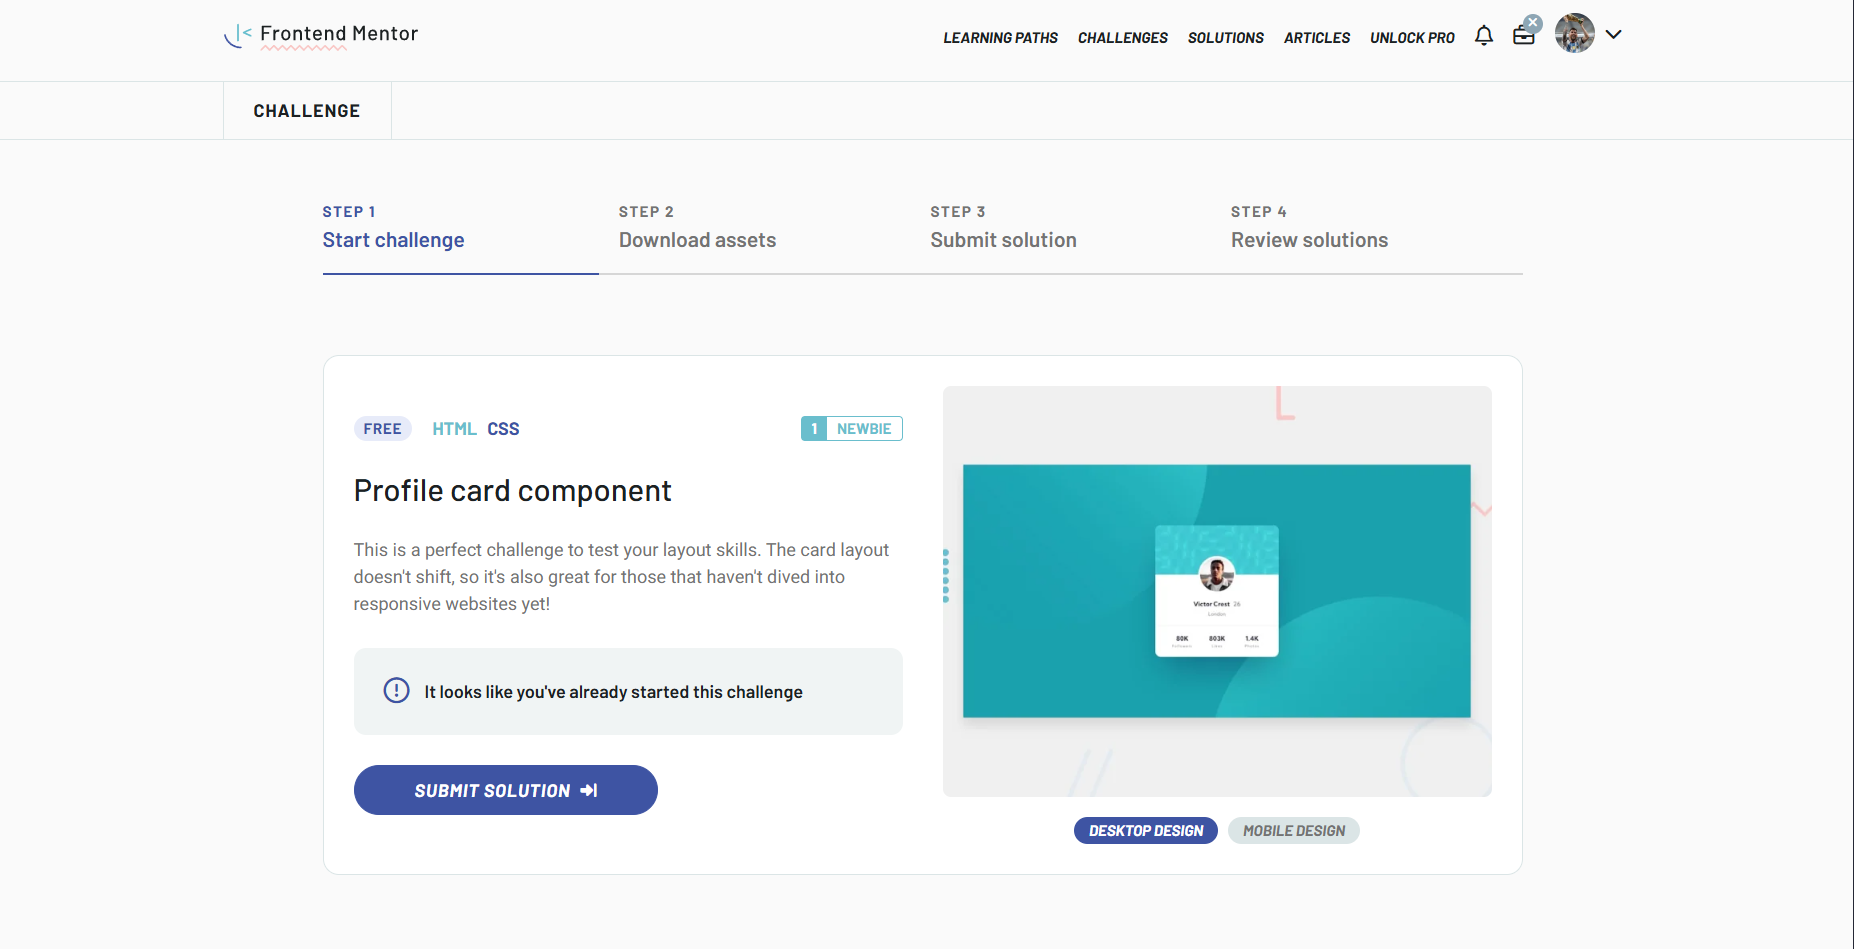 Frontend Mentor
LEARNING PATHS CHALLENGES SOLUTIONS ARTICLES UNLOCK PRO
CHALLENGE
STEP 1
Start challenge
STEP 2
Download assets
STEP 3
Submit solution
STEP 4
Review solutions
FREE HTML CSS
1 NEWBIE
Profile card component
This is a perfect challenge to test your layout skills. The card layout
doesn't shift, so it's also great for those that haven't dived into
responsive websites yet!
It looks like you've already started this challenge
SUBMIT SOLUTION
Victor Crest 26
London
80K 803K 1.4K
Followers Likes Photos
DESKTOP DESIGN MOBILE DESIGN